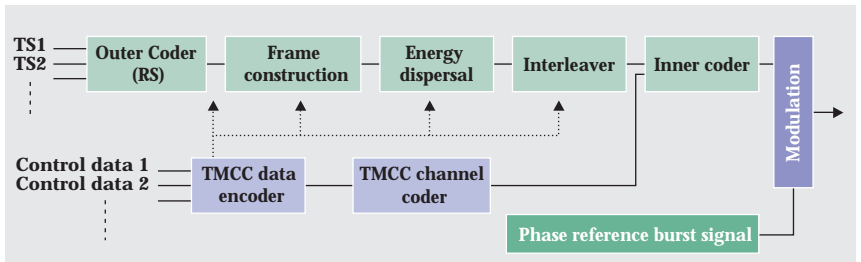 TS1
TS2
Outer Coder
(RS)
Frame
construction
Energy
dispersal
Interleaver
Inner coder
Modulation
Control data 1
Control data 2
TMCC data
encoder
TMCC channel
coder
Phase reference burst signal